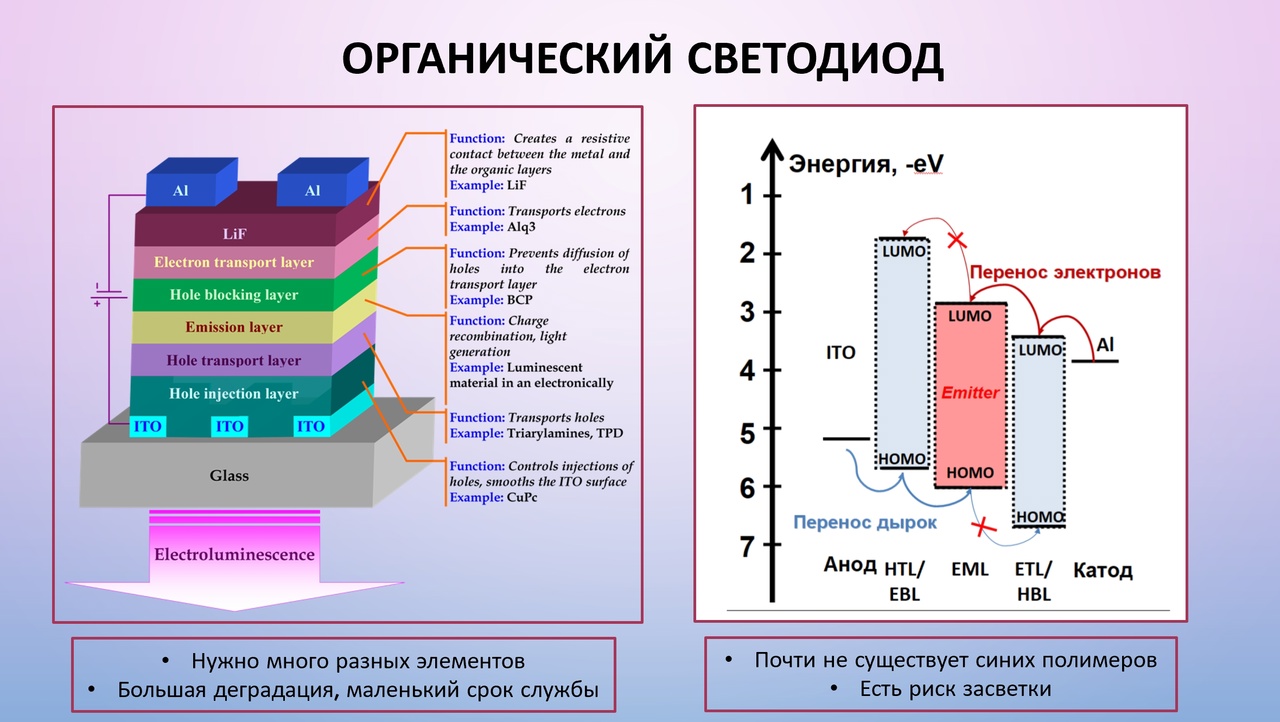 ОРГАНИЧЕСКИЙ СВЕТОДИОД
Al
Al
LiF
Electron transport layer
Hole blocking layer
Emission layer
Hole transport layer
Hole injection layer
ITO
ITO
ITO
Glass
Electroluminescence
-
+
Function: Creates a resistive
contact between the metal and
the organic layers
Example: LiF
Function: Transports electrons
Example: Alq3
Function: Prevents diffusion of
holes into the electron
transport layer
Example: BCP
Function: Charge
recombination, light
generation
Example: Luminescent
material in an electronically
Function: Transports holes
Example: Triarylamines, TPD
Function: Controls injections of
holes, smooths the ITO surface
Example: CuPc
• Нужно много разных элементов
• Большая деградация, маленький срок службы
Энергия, -eV
1
2
3
4
5
6
7
LUMO
Перенос электронов
LUMO
LUMO
Al
ITO
Emitter
HOMO
HOMO
HOMO
Перенос дырок
Анод
HTL/
EBL
EML
ETL/
HBL
Катод
• Почти не существует синих полимеров
• Есть риск засветки